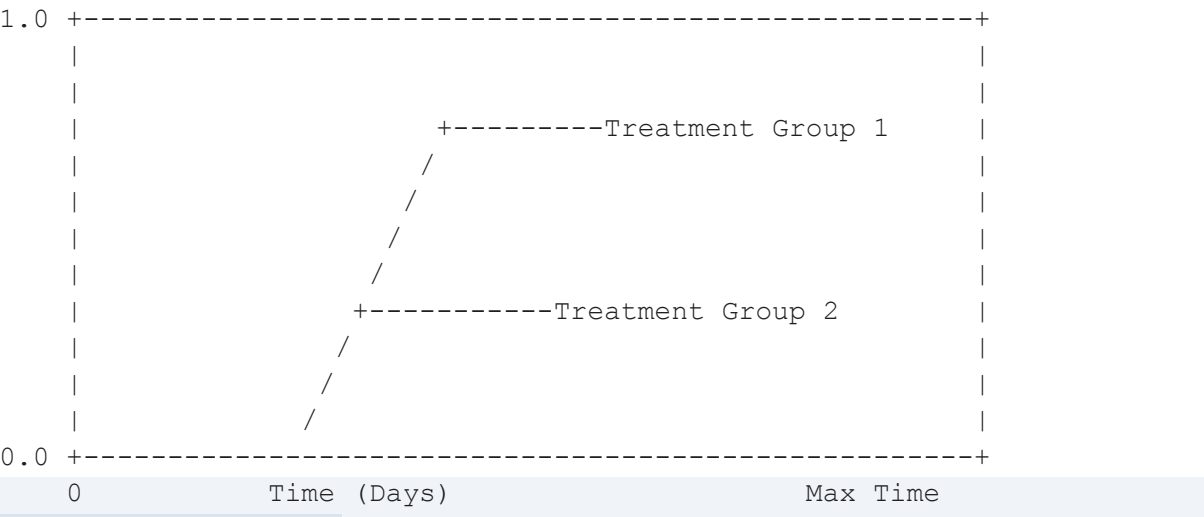 1.0 +-----------------------------------------------------+
|                                                     |
|                                                     |
|                     +---------Treatment Group 1     |
|                    /                                |
|                   /                                 |
|                  /                                  |
|                 /                                   |
|                +-----------Treatment Group 2        |
|               /                                     |
|              /                                      |
|             /                                       |
0.0 +-----------------------------------------------------+
0           Time (Days)                     Max Time